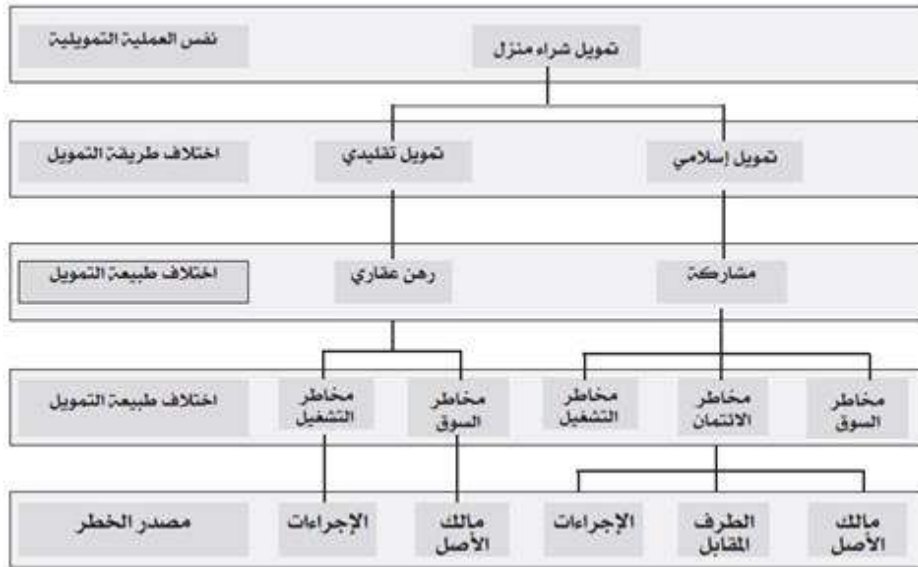 نفس العملية التمويلية
تمويل شراء منزل
اختلاف طريقة التمويل
تمويل تقليدي
تمويل إسلامي
اختلاف طبيعة التمويل
رهن عقاري
مشاركة
اختلاف طبيعة التمويل
مخاطر
التشغيل
مخاطر
السوق
مخاطر
التشغيل
مخاطر
الائتمان
مخاطر
السوق
مصدر الخطر
الإجراءات
مالك
الأصل
الإجراءات
الطرف
المقابل
مالك
الأصل